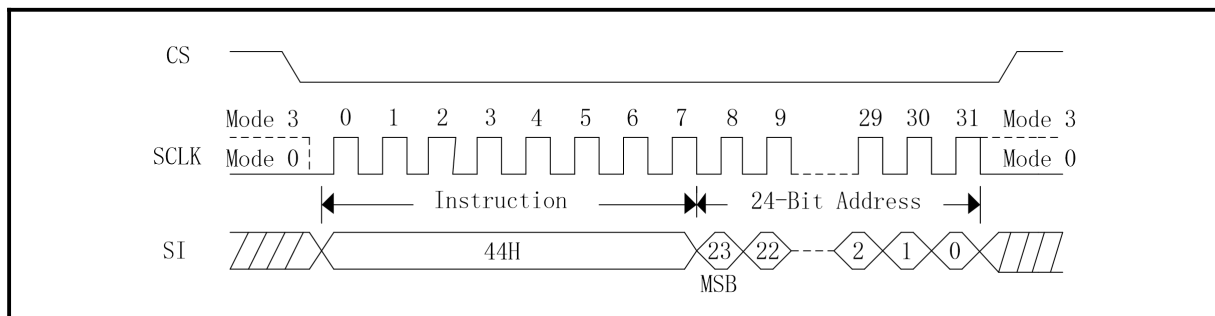 CS
Mode 3 0 1 2 3 4 5 6 7 8 9 29 30 31 Mode 3
SCLK Mode 0 Mode 0
Instruction 24-Bit Address
SI 44H 23 22 2 1 0
MSB